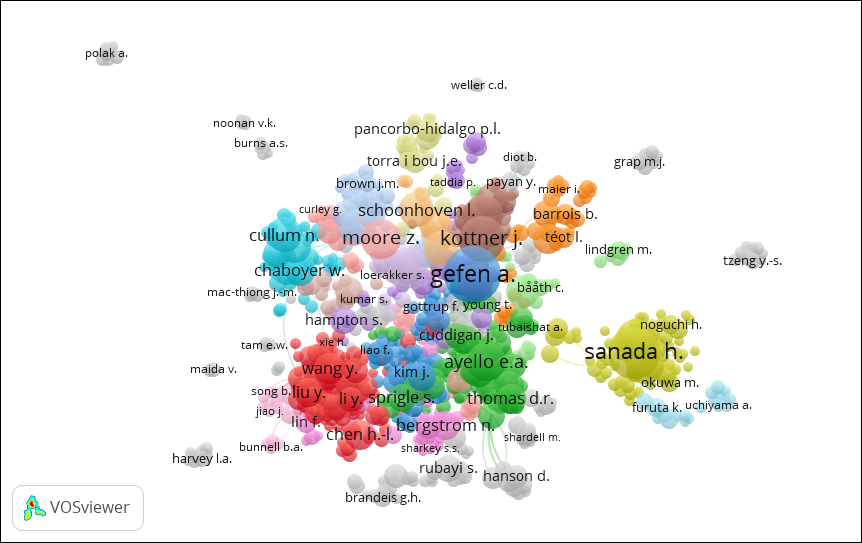 polak a.
weller c.d.
noonan v.k.
pancorbo-hidalgo p.l.
burns a.s.
torra i bou j.e.
diot b.
grap m.j.
brown j.m.
taddia p.
payan y.
maier i.
curley g.
schoonhoven l.
barrois b.
cullum n.
moore z.
kottner j.
téot l.
lindgren m.
tzeng y.-s.
chaboyer w.
loerakker s.
gefen a.
mac-thiong j.-m.
kumar s.
gottrup f.
young t.
bååth c.
hampton s.
cuddigan j.
tubaishat a.
noguchi h.
tam e.w.
xie h.
liao f.
sanada h.
maida v.
wang y.
kim j.
ayello e.a.
okuwa m.
song b.
liu y.
li y.
sprigle s.
thomas d.r.
furuta k.
uchiyama a.
jiao j.
lin f.
chen h.-l.
bergstrom n.
shardell m.
bunnell b.a.
sharkey s.s.
harvey l.a.
rubayi s.
hanson d.
brandeis g.h.
VOSviewer